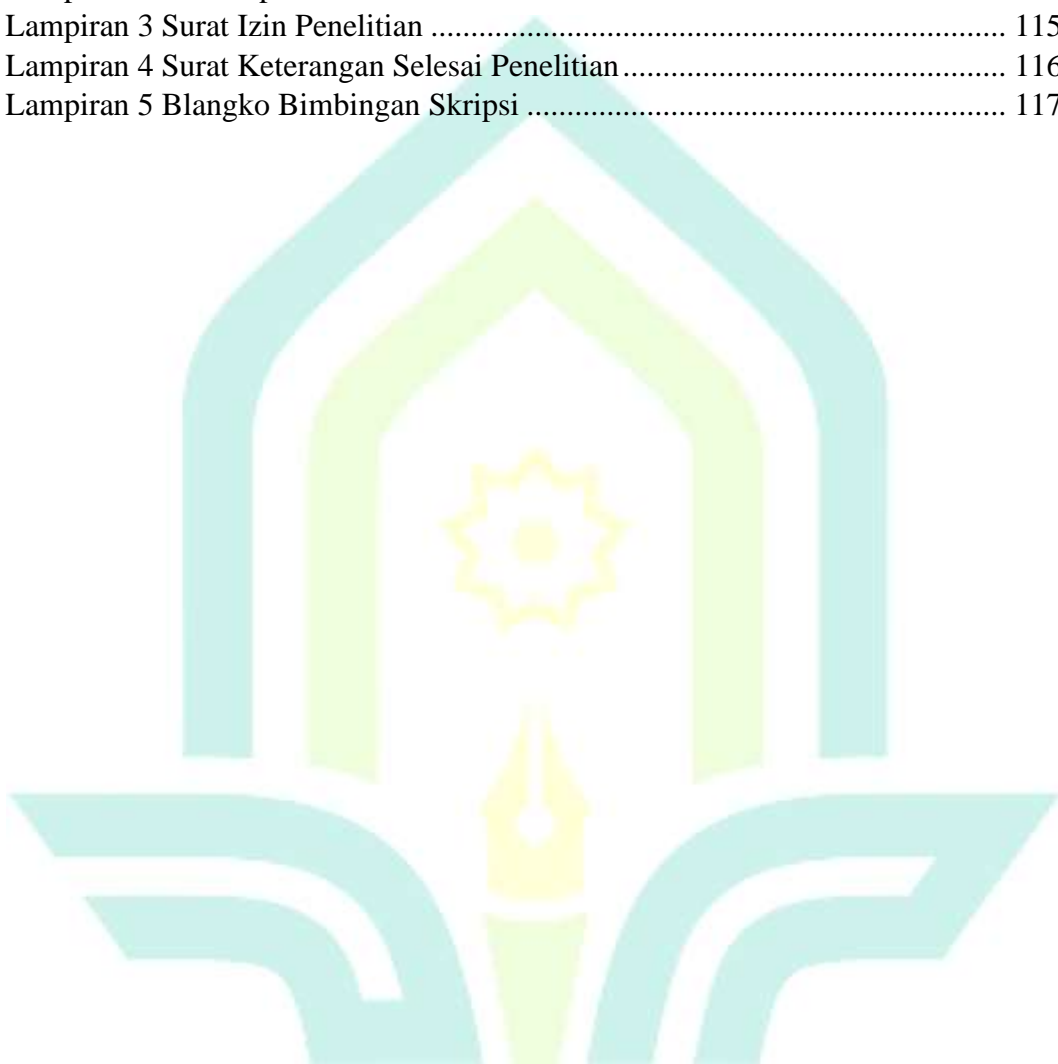 Lampiran 3 Surat Izin Penelitian .................................................................................................. 115
Lampiran 4 Surat Keterangan Selesai Penelitian .................................................................. 116
Lampiran 5 Blangko Bimbingan Skripsi .................................................................................. 117